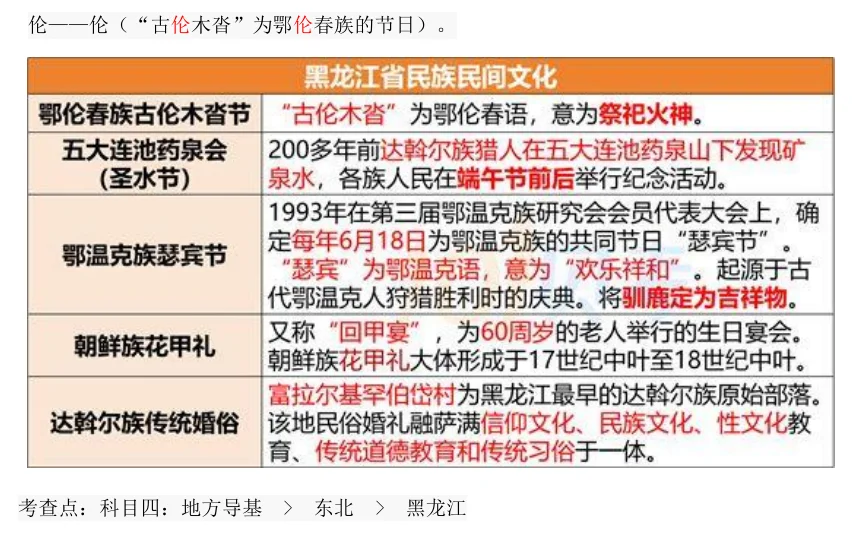 伦——伦（“古伦木沓”为鄂伦春族的节日）。
黑龙江省民族民间文化
鄂伦春族古伦木沓节
“古伦木沓”为鄂伦春语，意为祭祀火神。
五大连池药泉会
(圣水节)
200多年前达斡尔族猎人在五大连池药泉山下发现矿
泉水，各族人民在端午节前后举行纪念活动。
鄂温克族瑟宾节
1993年在第三届鄂温克族研究会会员代表大会上，确
定每年6月18日为鄂温克族的共同节日“瑟宾节”。
“瑟宾”为鄂温克语，意为“欢乐祥和”。起源于古
代鄂温克人狩猎胜利时的庆典。将驯鹿定为吉祥物。
朝鲜族花甲礼
又称“回甲宴”，为60周岁的老人举行的生日宴会。
朝鲜族花甲礼大体形成于17世纪中叶至18世纪中叶。
达斡尔族传统婚俗
富拉尔基罕伯岱村为黑龙江最早的达斡尔族原始部落。
该地民俗婚礼融萨满信仰文化、民族文化、性文化教
育、传统道德教育和传统习俗于一体。
考查点：科目四：地方导基 > 东北 > 黑龙江